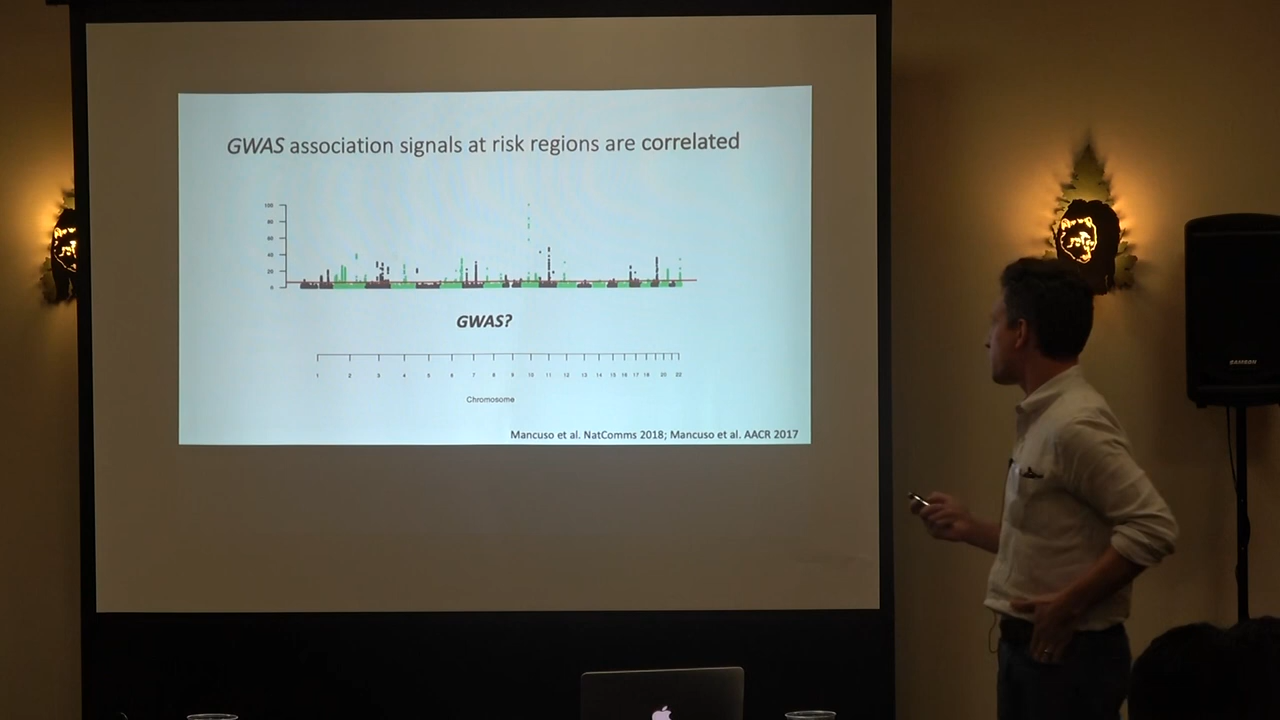 GWAS association signals at risk regions are correlated
100
80
60
40
20
0
GWAS?
1 2 3 4 5 6 7 8 9 10 11 12 13 14 15 16 17 18 20 22
Chromosome
Mancuso et al. NatComms 2018; Mancuso et al. AACR 2017
SAMSON